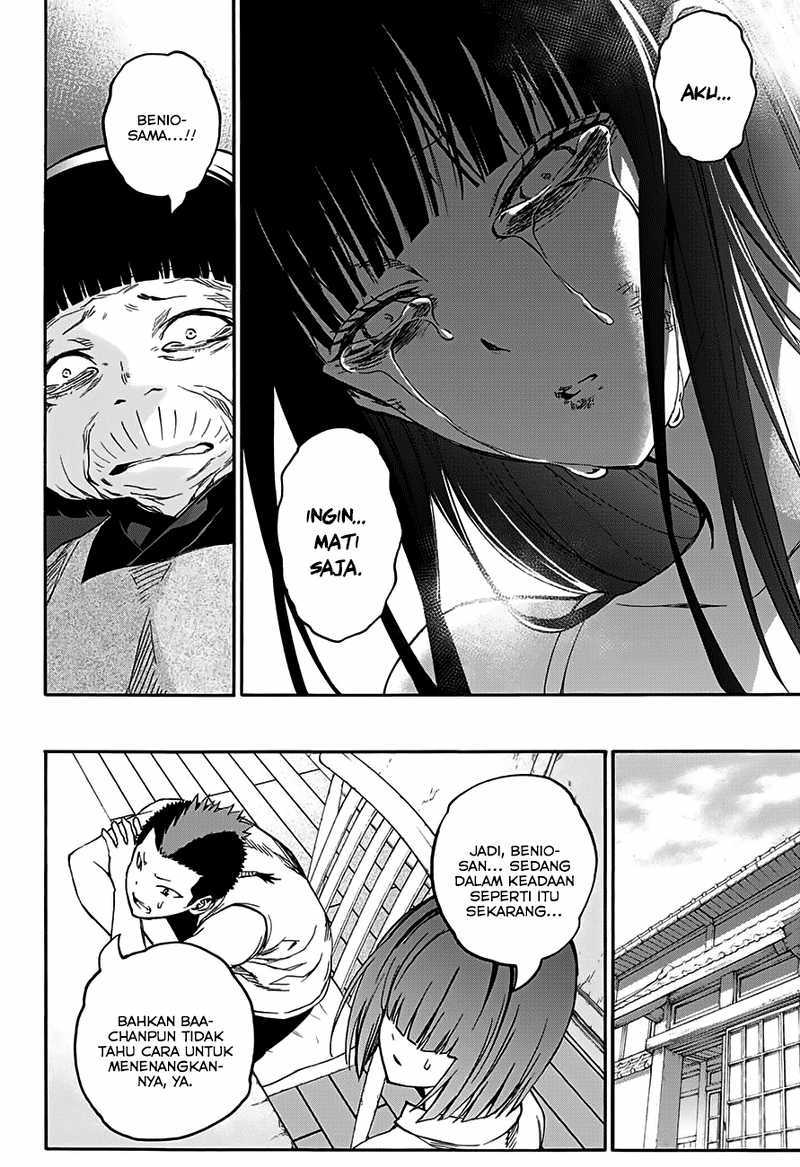 AKU...
INGIN...
MATI
SAJA.
BENIO-
SAMA...!!
JADI, BENIO-
SAN... SEDANG
DALAM KEADAAN
SEPERTI ITU
SEKARANG...
BAHKAN BAA-
CHANPUN TIDAK
TAHU CARA UNTUK
MENENANGKAN-
NYA, YA.